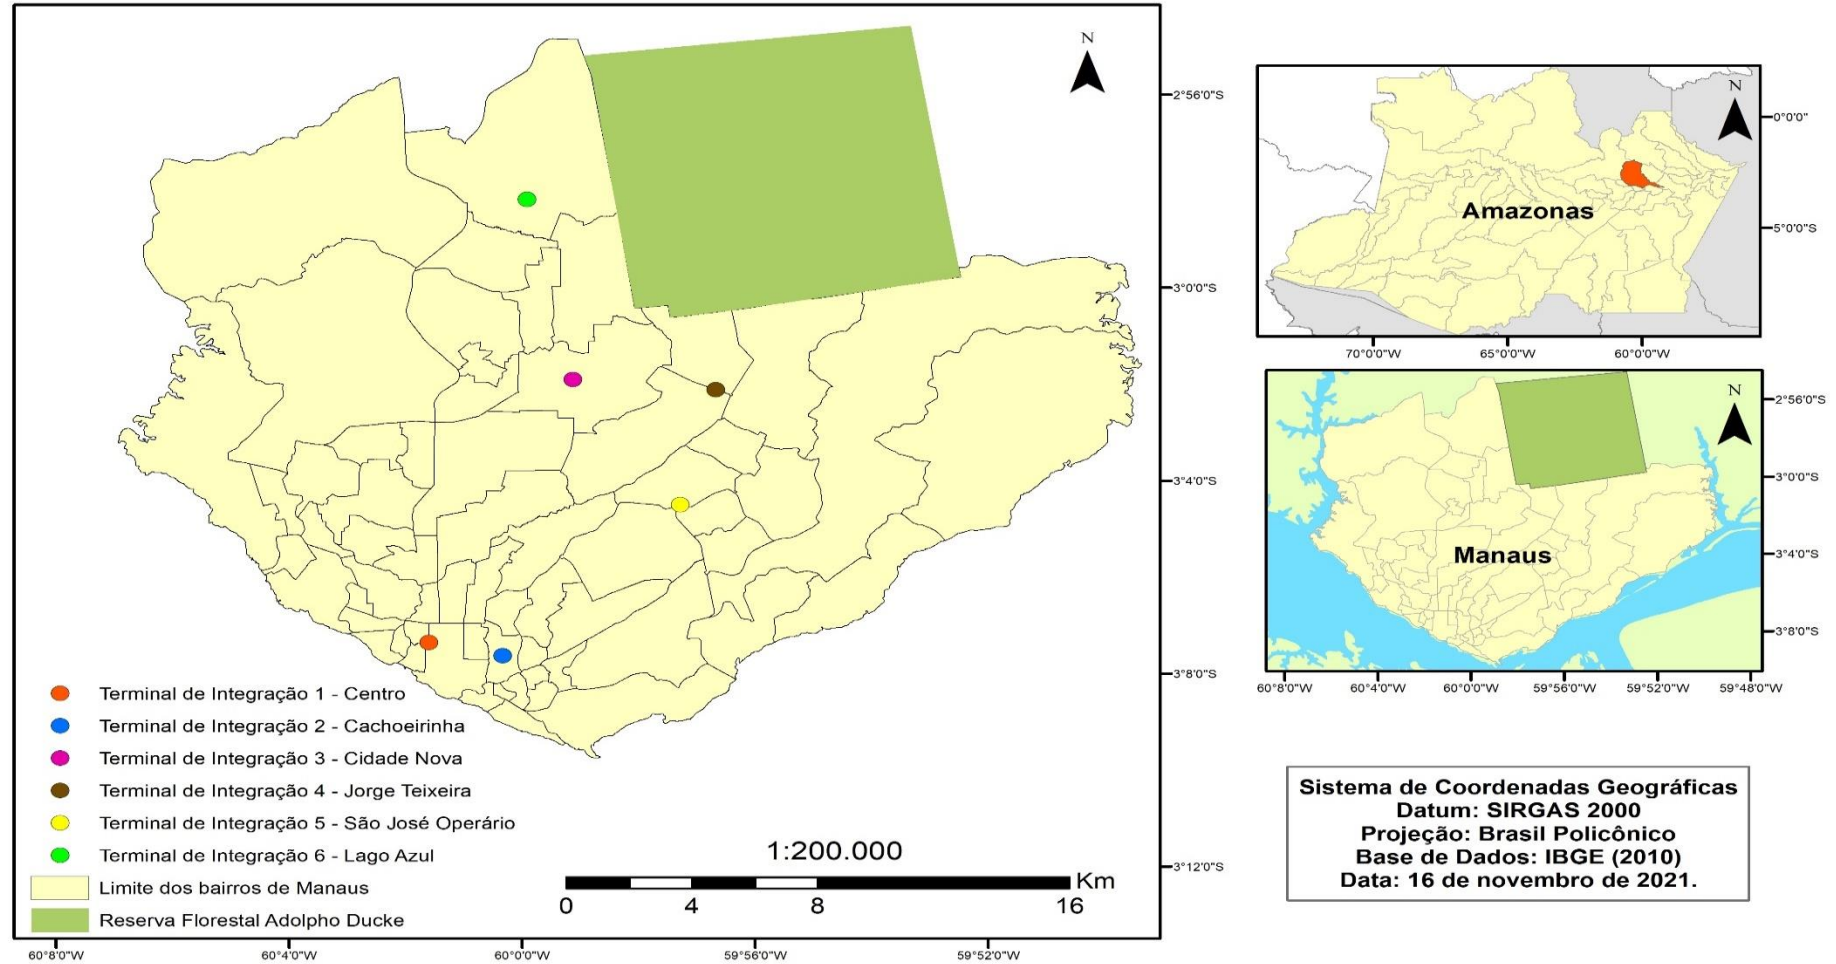 N
2°56'0"S
3°0'0"S
3°4'0"S
3°8'0"S
3°12'0"S
Terminal de Integração 1 - Centro
Terminal de Integração 2 - Cachoeirinha
Terminal de Integração 3 - Cidade Nova
Terminal de Integração 4 - Jorge Teixeira
Terminal de Integração 5 - São José Operário
Terminal de Integração 6 - Lago Azul
Limite dos bairros de Manaus
Reserva Florestal Adolpho Ducke
1:200.000
Km
0 4 8 16
60°8'0"W 60°4'0"W 60°0'0"W 59°56'0"W 59°52'0"W
N
0°0'0"
Amazonas
5°0'0"S
70°0'0"W 65°0'0"W 60°0'0"W
N
2°56'0"S
3°0'0"S
Manaus
3°4'0"S
3°8'0"S
60°8'0"W 60°4'0"W 60°0'0"W 59°56'0"W 59°52'0"W 59°48'0"W
Sistema de Coordenadas Geográficas
Datum: SIRGAS 2000
Projeção: Brasil Policônico
Base de Dados: IBGE (2010)
Data: 16 de novembro de 2021.